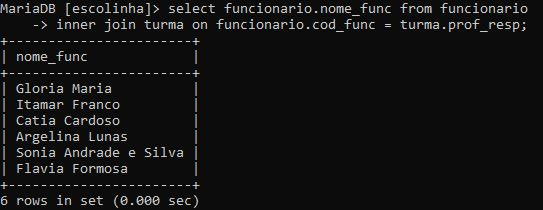 MariaDB [escolinha]> select funcionario.nome_func from funcionario
    -> inner join turma on funcionario.cod_func = turma.prof_resp;
+-----------------------+
| nome_func             |
+-----------------------+
| Gloria Maria          |
| Itamar Franco         |
| Catia Cardoso         |
| Argelina Lunas        |
| Sonia Andrade e Silva |
| Flavia Formosa        |
+-----------------------+
6 rows in set (0.000 sec)